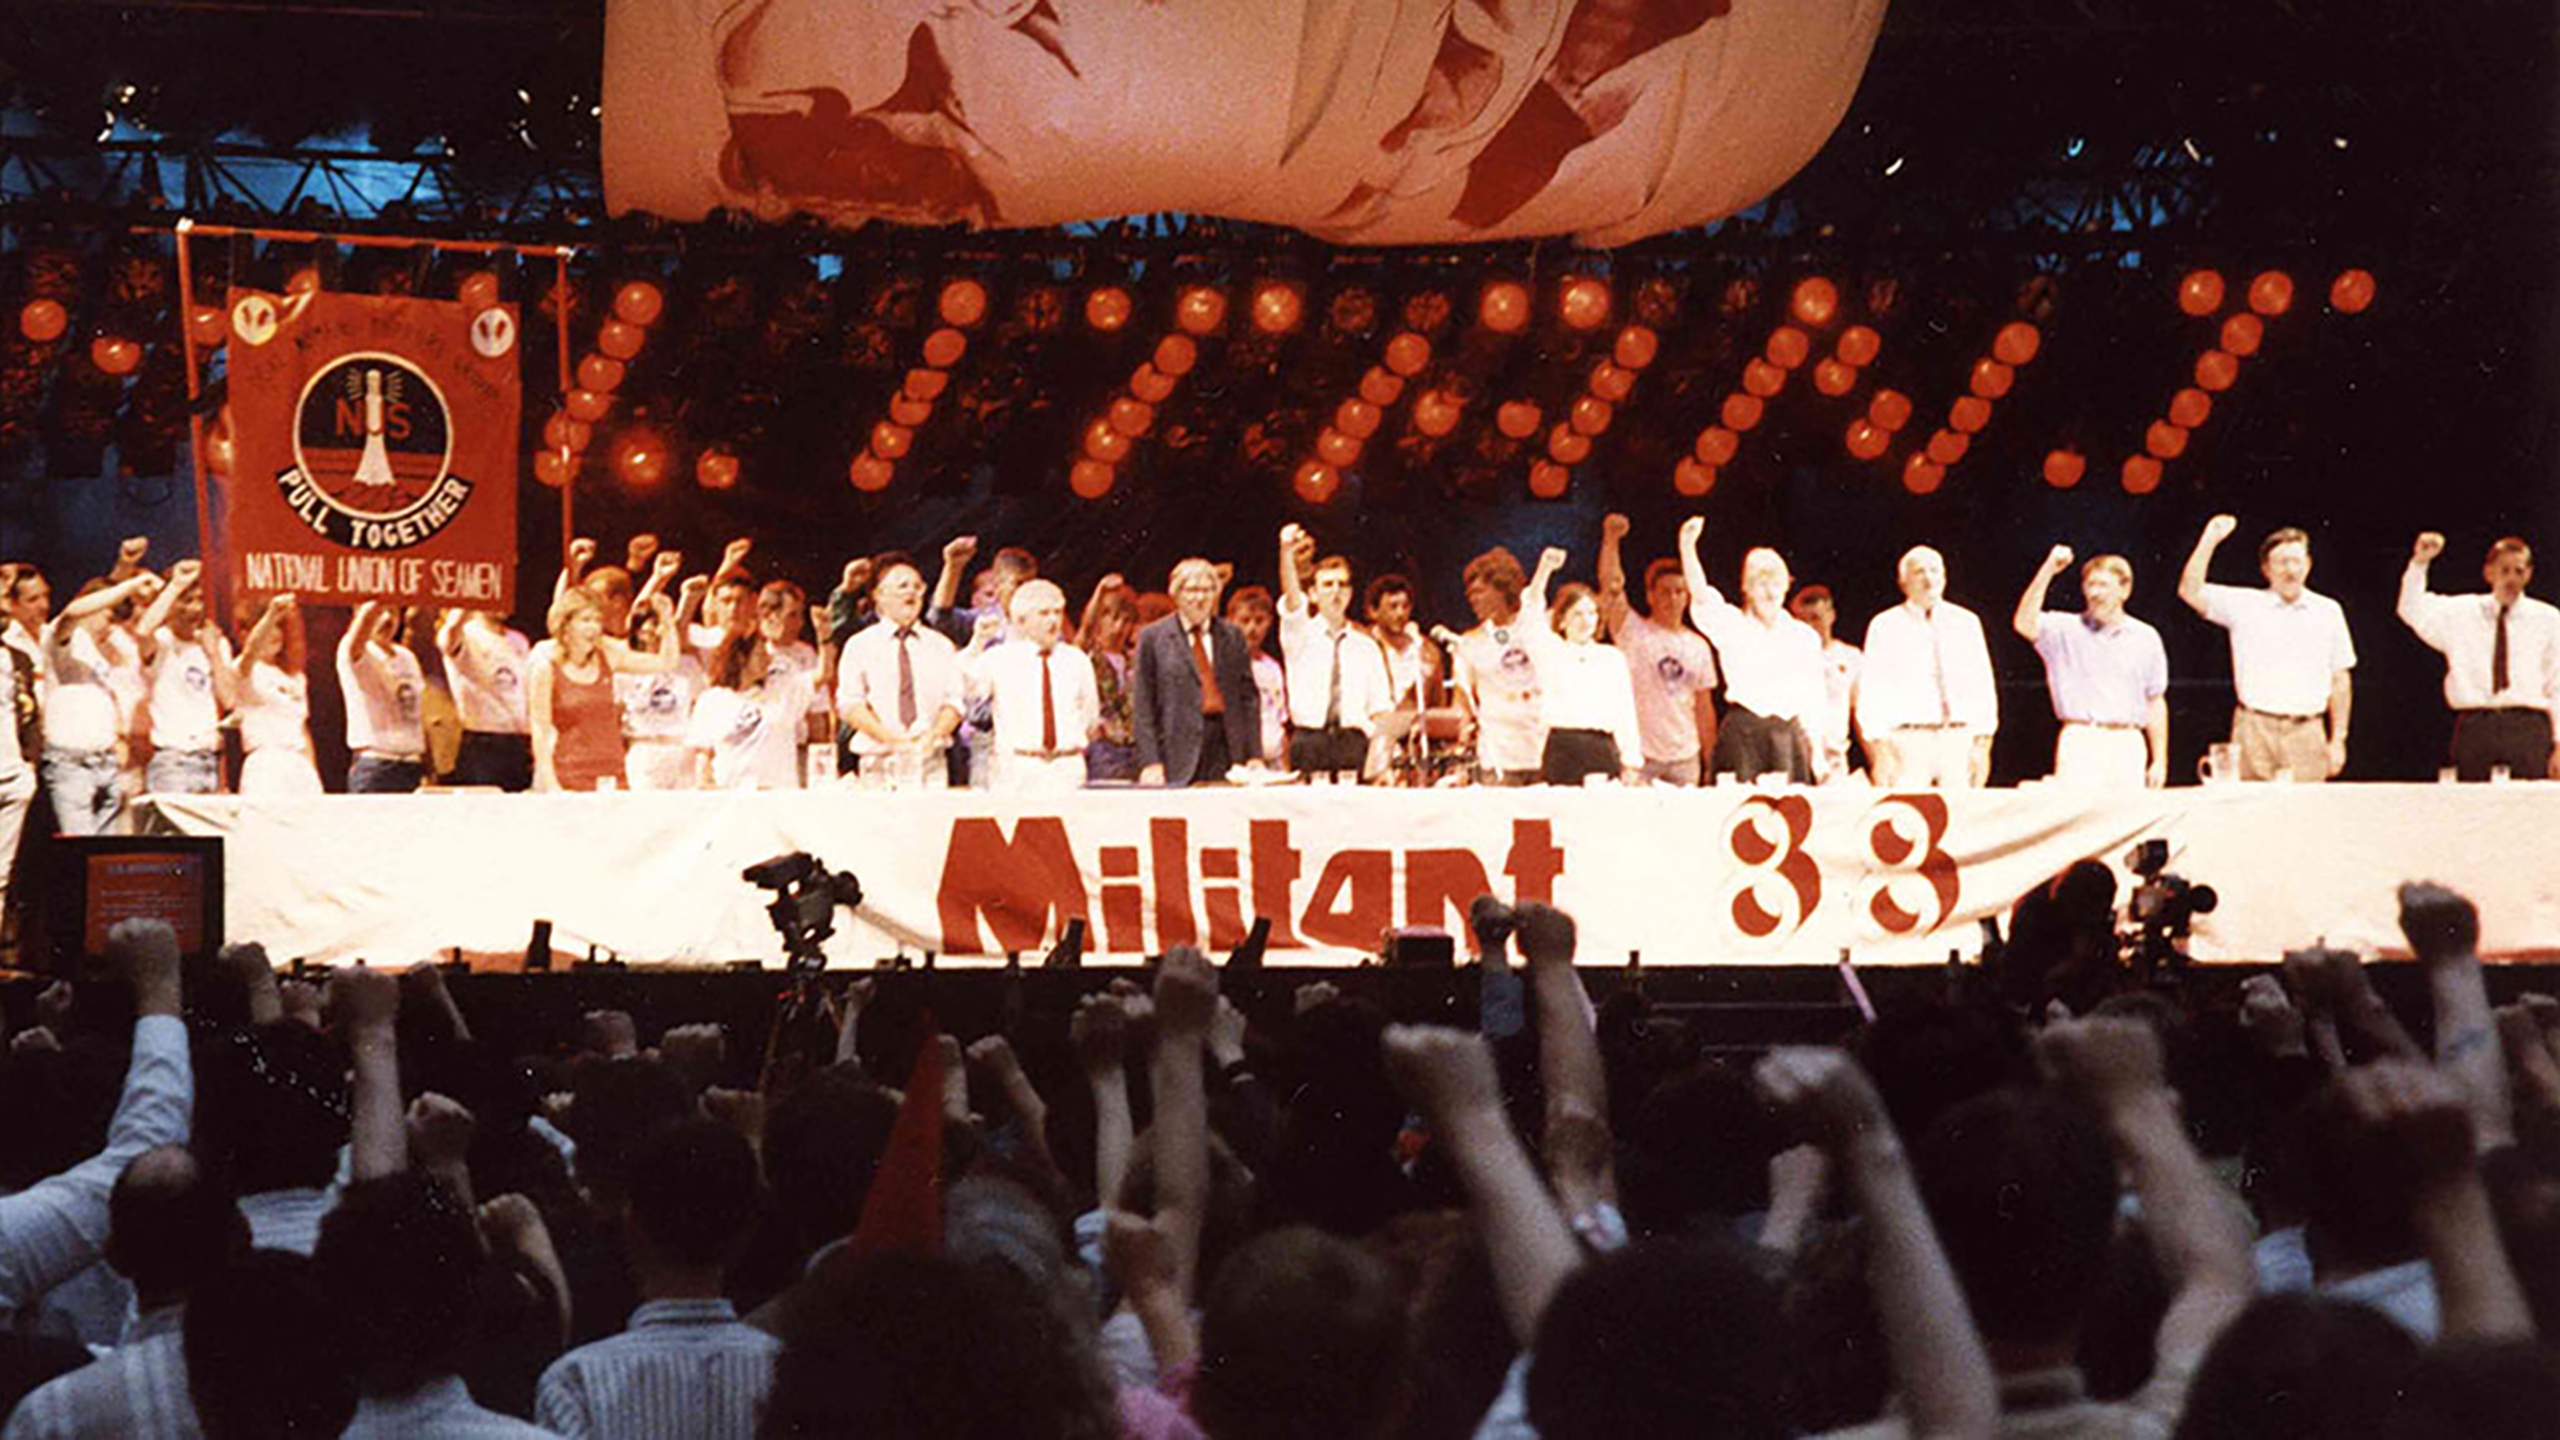 NUS
PULL TOGETHER
NATIONAL UNION OF SEAMEN
Militant 88